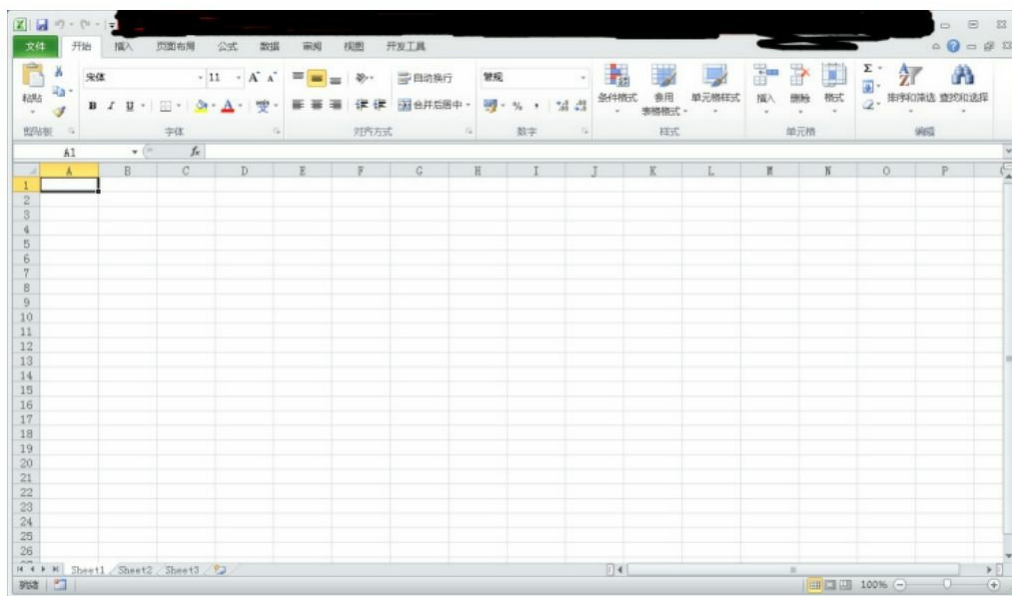 文件 开始 插入 页面布局 公式 数据 审阅 视图 开发工具
宋体 11 A A 自动换行 常规 Σ
粘贴 条件格式 套用 单元格样式 插入 删除 格式 排序和筛选 查找和选择
表格格式
B I U A 合并后居中 %
剪贴板 字体 对齐方式 数字 样式 单元格 编辑
A1 fx
A B C D E F G H I J K L M N O P
1
2
3
4
5
6
7
8
9
10
11
12
13
14
15
16
17
18
19
20
21
22
23
24
25
26
Sheet1 Sheet2 Sheet3
就绪 100%